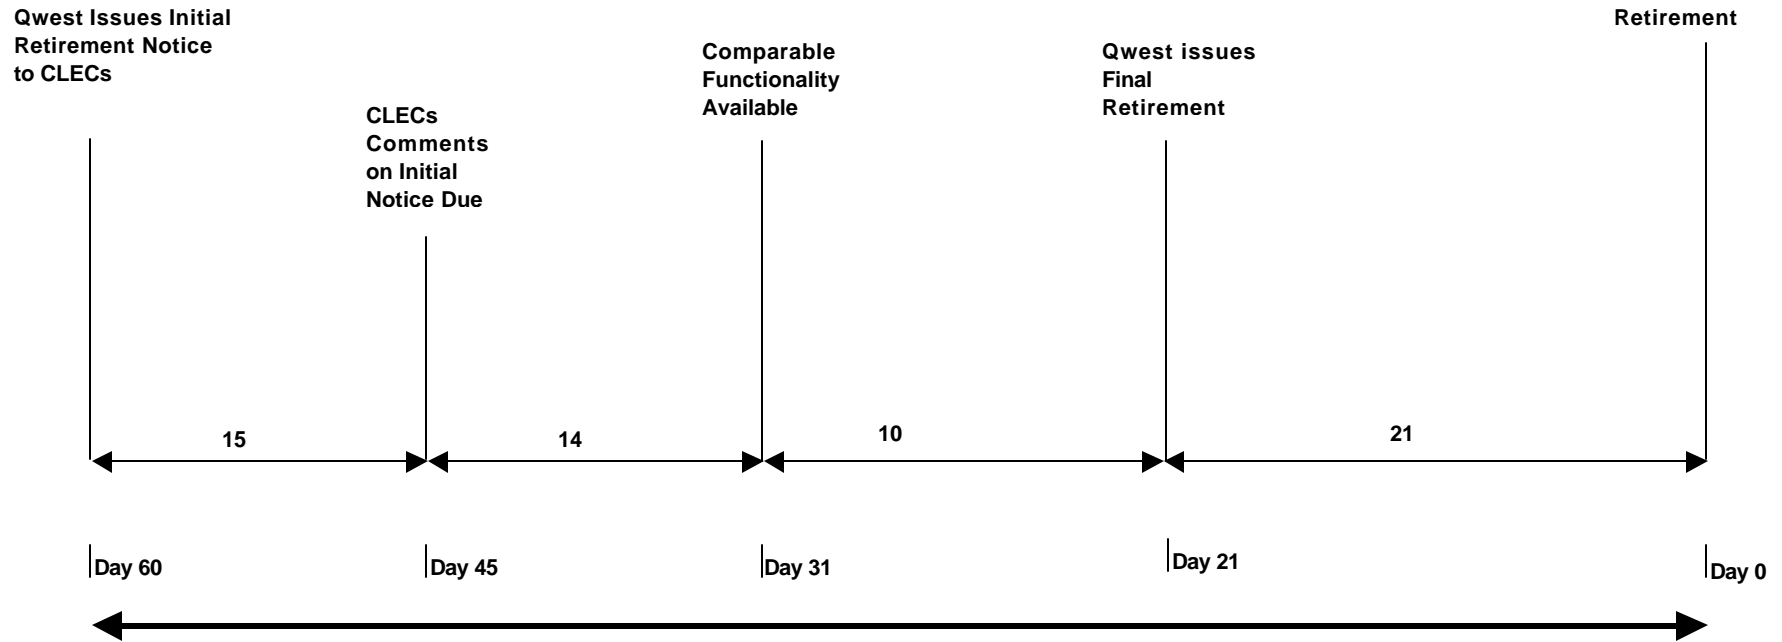 Qwest Issues Initial
Retirement Notice
to CLECs
CLECs
Comments
on Initial
Notice Due
Comparable
Functionality
Available
Qwest issues
Final
Retirement
Retirement
15
14
10
21
Day 60
Day 45
Day 31
Day 21
Day 0